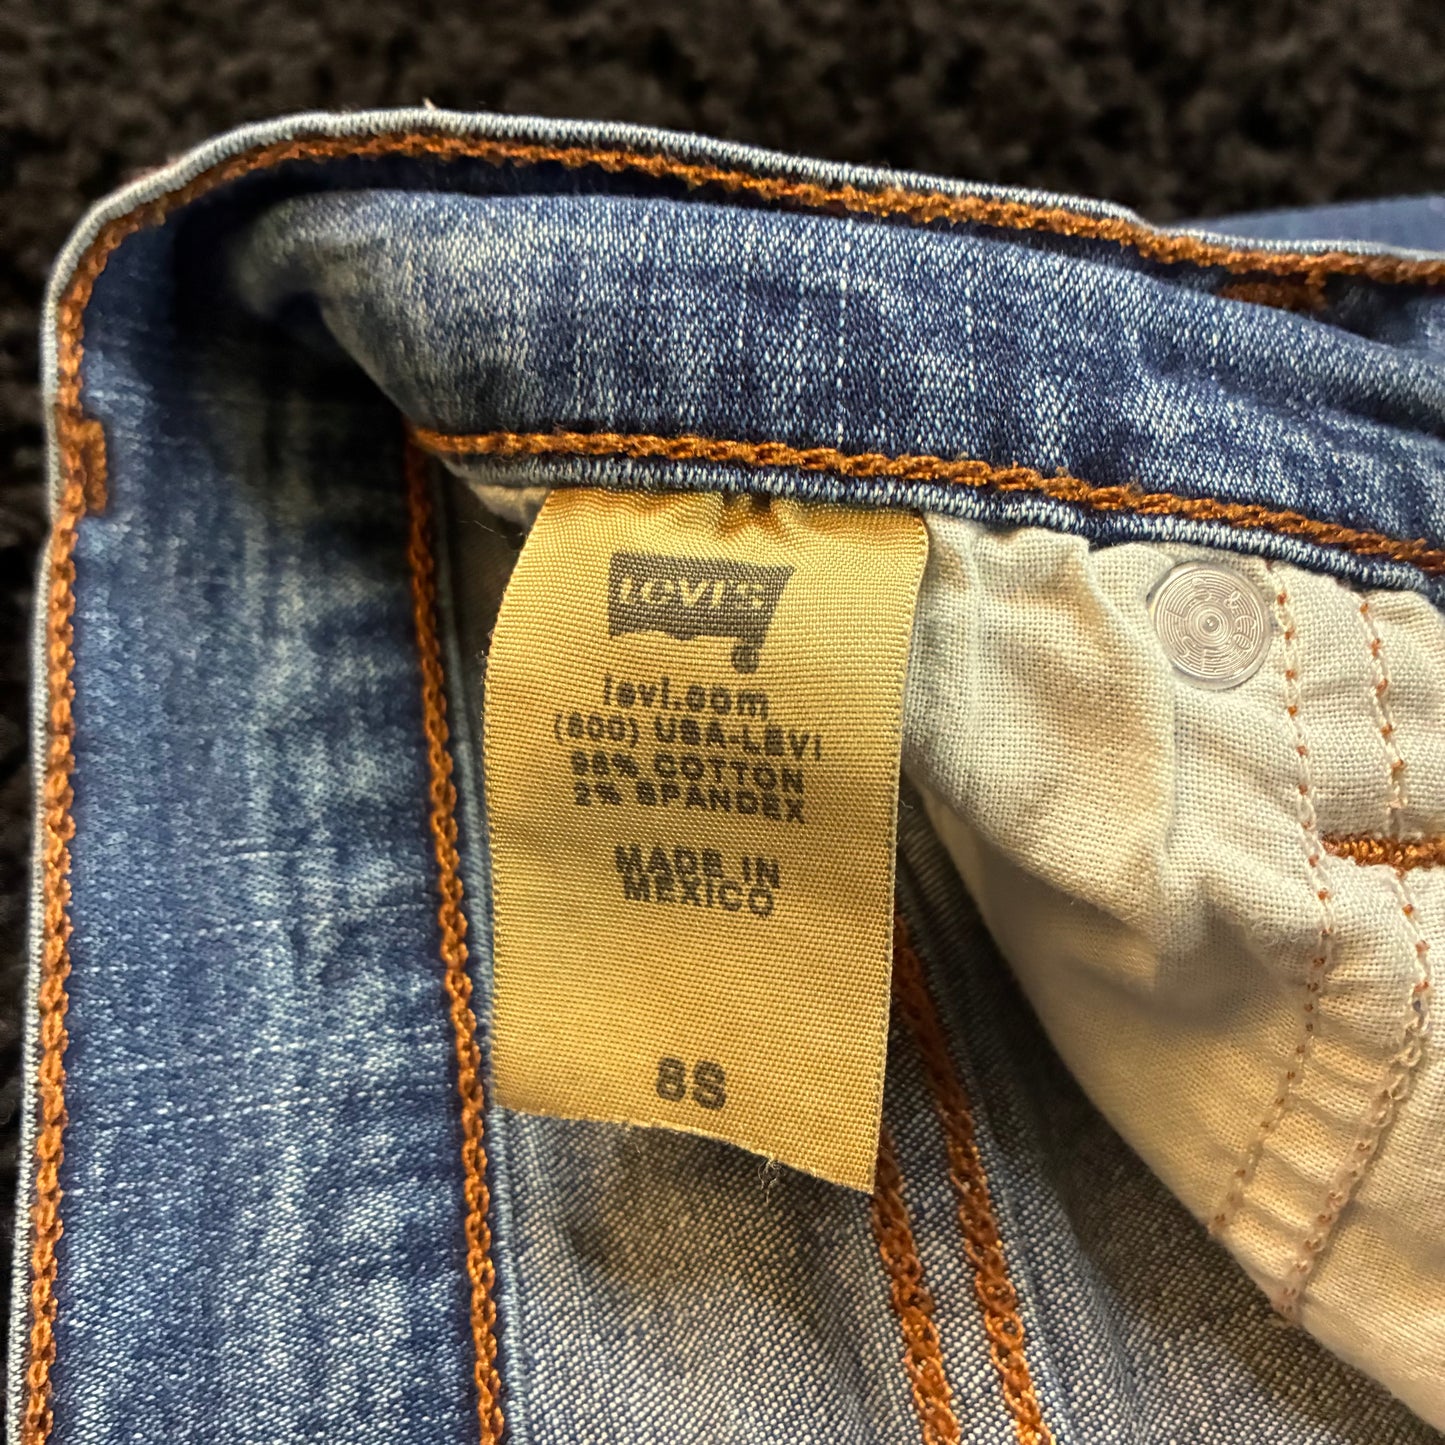 Levi's
levi.com
(800) USA-LEVI
98% COTTON
2% SPANDEX
MADE IN
MEXICO
8S